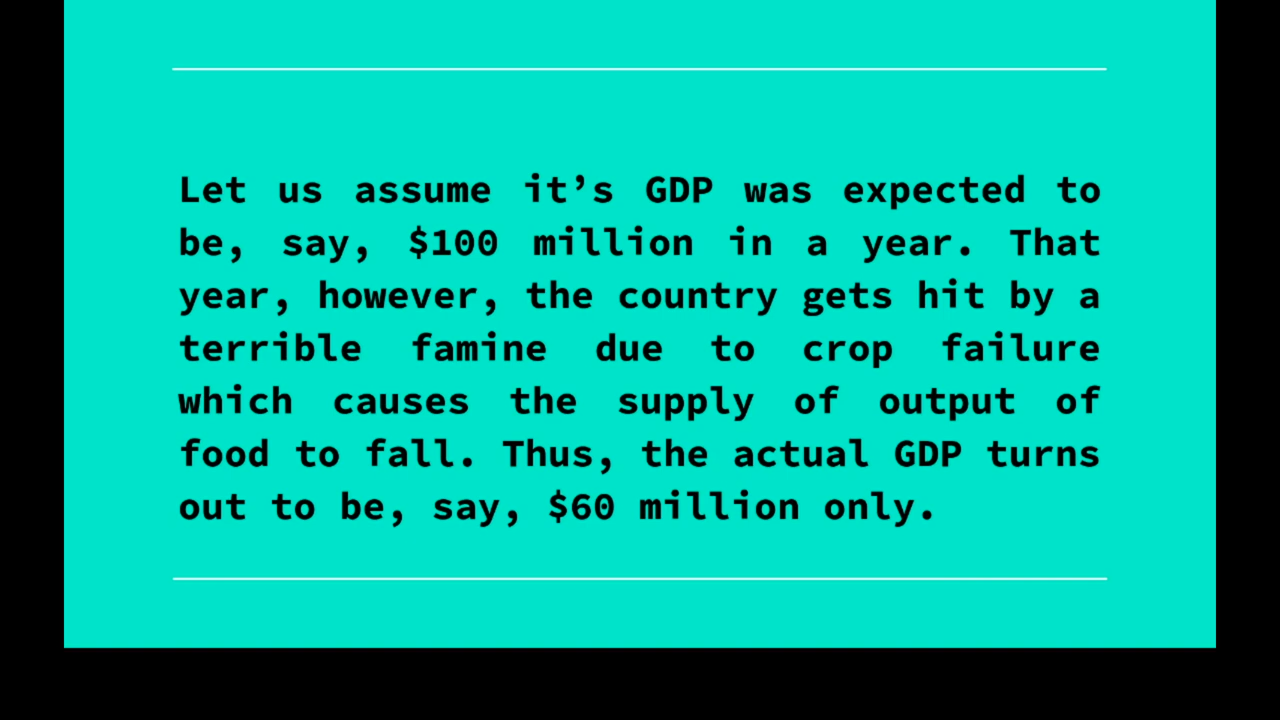 Let us assume it’s GDP was expected to
be, say, $100 million in a year. That
year, however, the country gets hit by a
terrible famine due to crop failure
which causes the supply of output of
food to fall. Thus, the actual GDP turns
out to be, say, $60 million only.